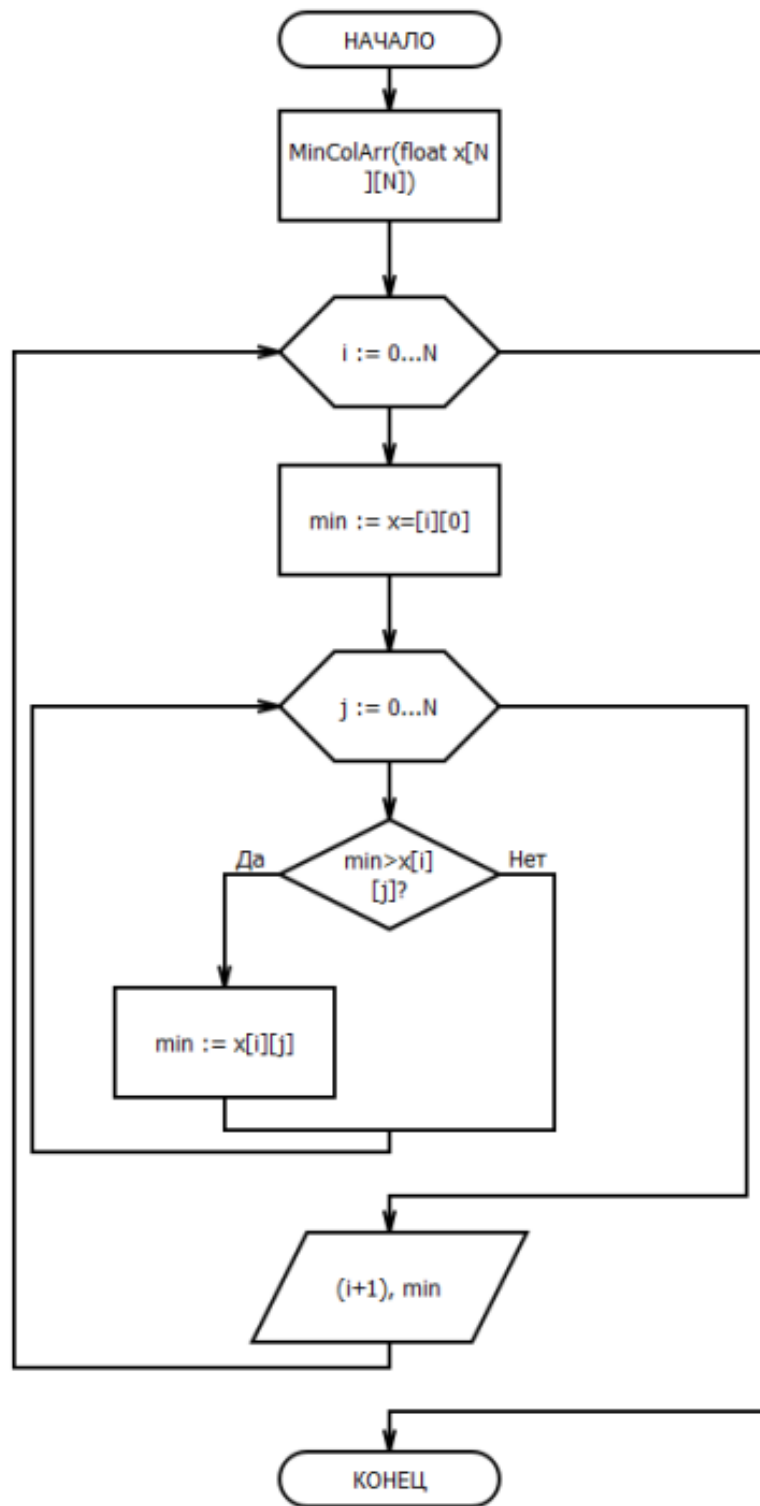 НАЧАЛО
MinColArr(float x[N
][N])
i := 0...N
min := x=[i][0]
j := 0...N
Да
min>x[i]
[j]?
Нет
min := x[i][j]
(i+1), min
КОНЕЦ